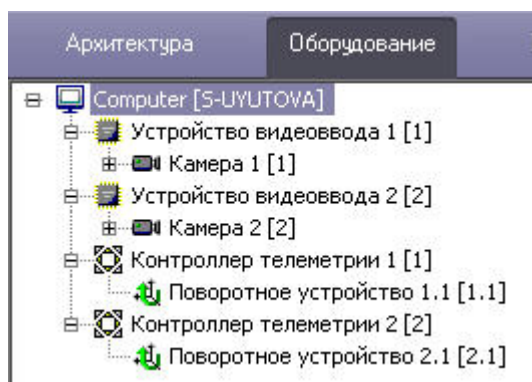 Архитектура Оборудование
Computer [S-UYUTOVA]
Устройство видеоввода 1 [1]
Камера 1 [1]
Устройство видеоввода 2 [2]
Камера 2 [2]
Контроллер телеметрии 1 [1]
Поворотное устройство 1.1 [1.1]
Контроллер телеметрии 2 [2]
Поворотное устройство 2.1 [2.1]